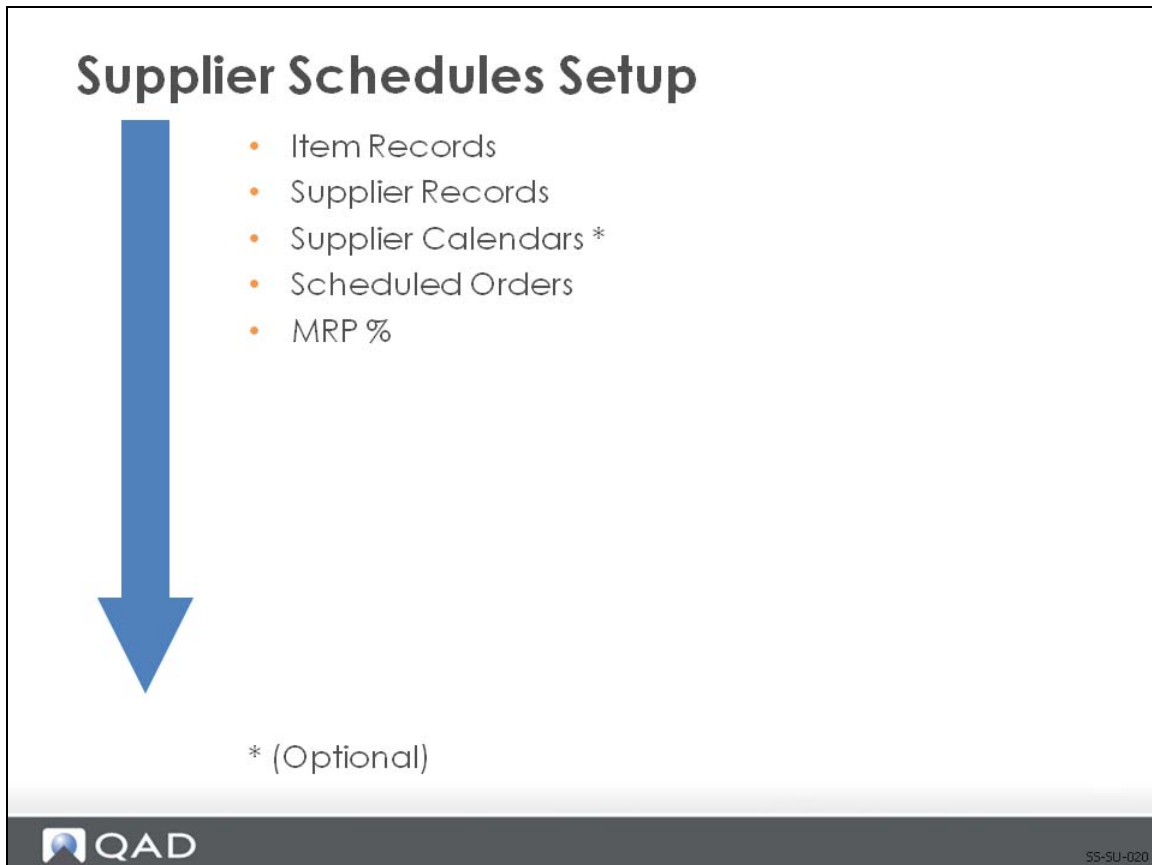 Supplier Schedules Setup
• Item Records
• Supplier Records
• Supplier Calendars *
• Scheduled Orders
• MRP %
* (Optional)
QAD
SS-SU-020